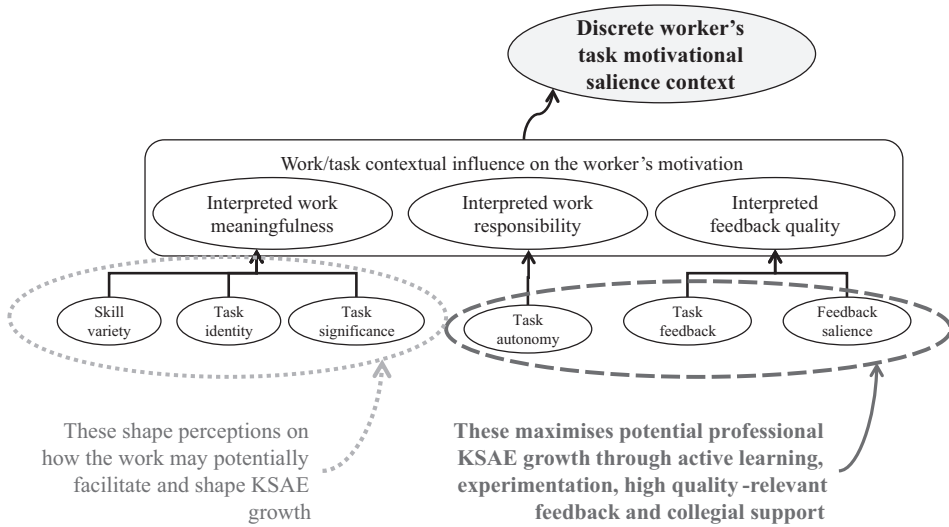 Discrete worker's
task motivational
salience context
Work/task contextual influence on the worker's motivation
Interpreted work
meaningfulness
Interpreted work
responsibility
Interpreted
feedback quality
Skill
variety
Task
identity
Task
significance
Task
autonomy
Task
feedback
Feedback
salience
These shape perceptions on
how the work may potentially
facilitate and shape KSAE
growth
These maximises potential professional
KSAE growth through active learning,
experimentation, high quality -relevant
feedback and collegial support